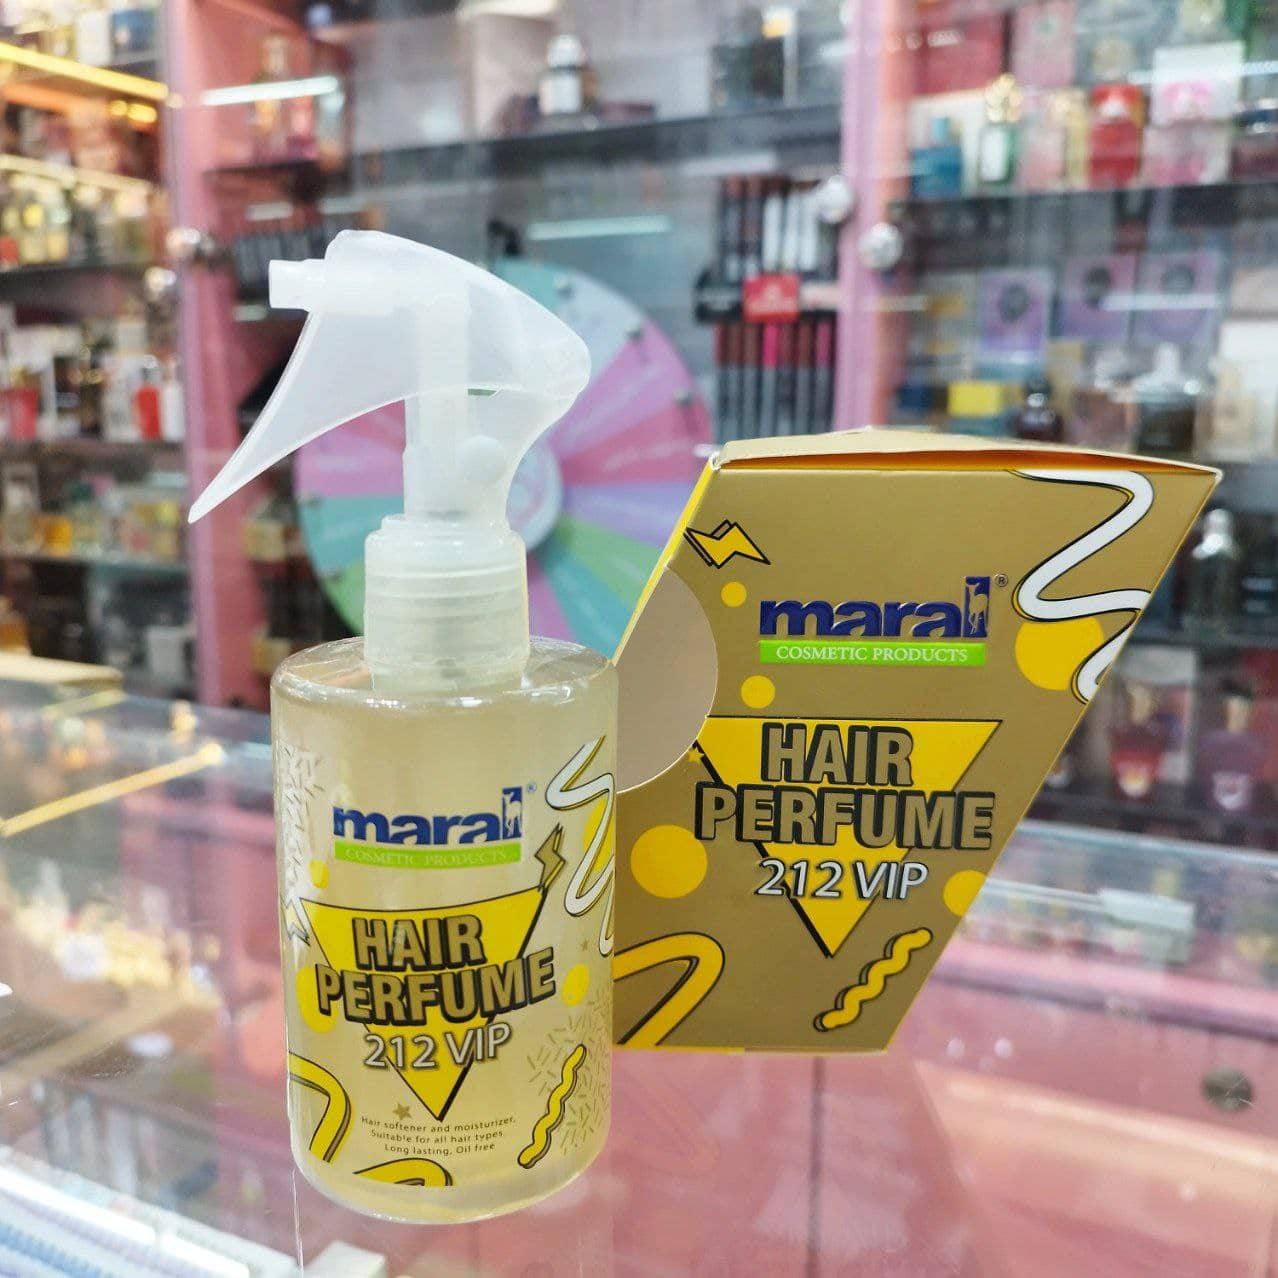 maral®
COSMETIC PRODUCTS
HAIR
PERFUME
212 VIP
Hair softener and moisturizer,
Suitable for all hair types.
Long lasting, Oil free
maral®
COSMETIC PRODUCTS
HAIR
PERFUME
212 VIP